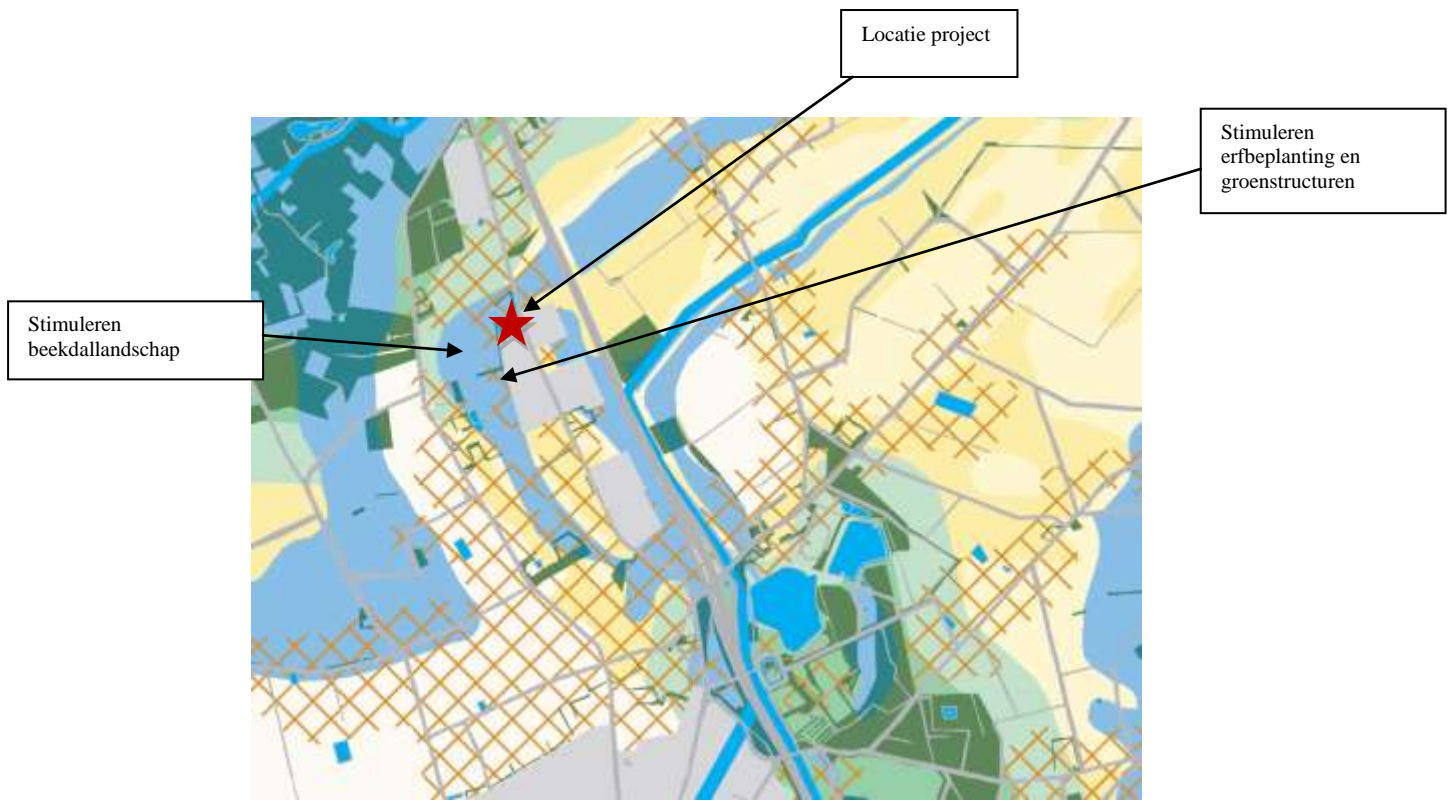 Locatie project
Stimuleren
erfbeplanting en
groenstructuren
Stimuleren
beekdallandschap